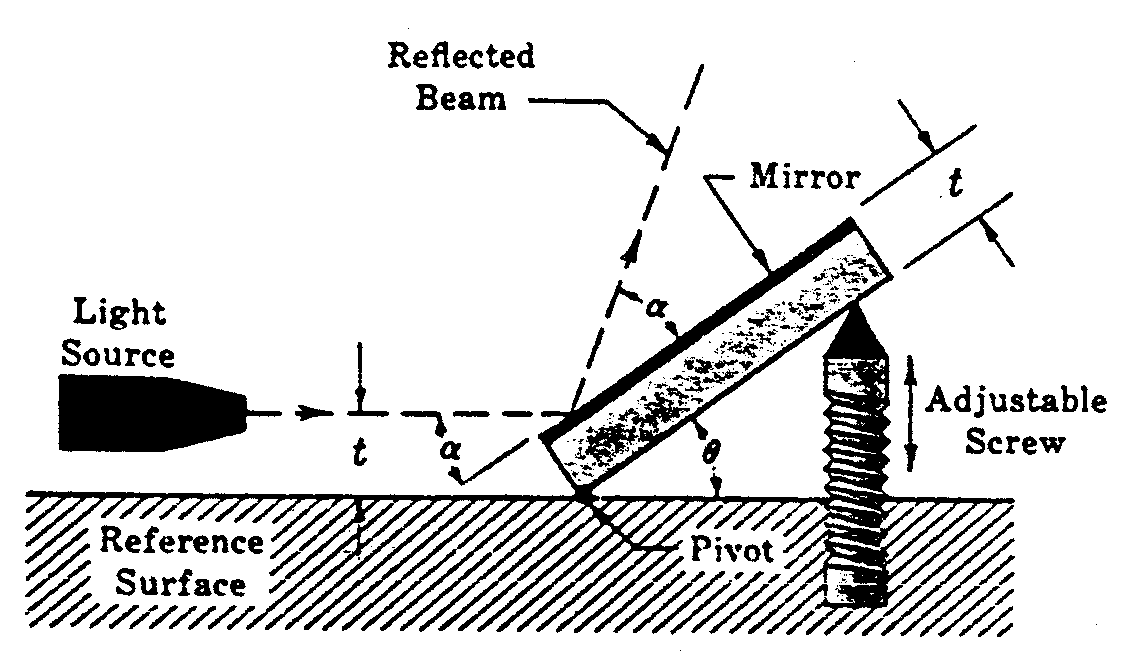 Reflected
Beam
Mirror
t
α
Light
Source
t
α
θ
Adjustable
Screw
Reference
Surface
Pivot